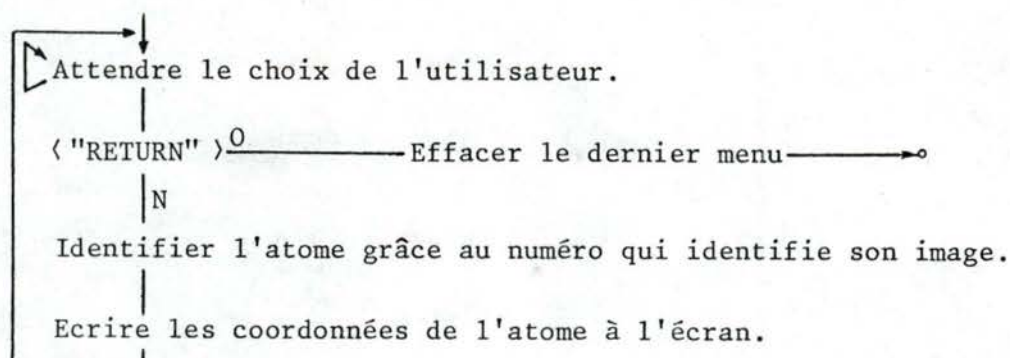 Attendre le choix de l'utilisateur.
< "RETURN" > O Effacer le dernier menu
N
Identifier l'atome grâce au numéro qui identifie son image.
Ecrire les coordonnées de l'atome à l'écran.